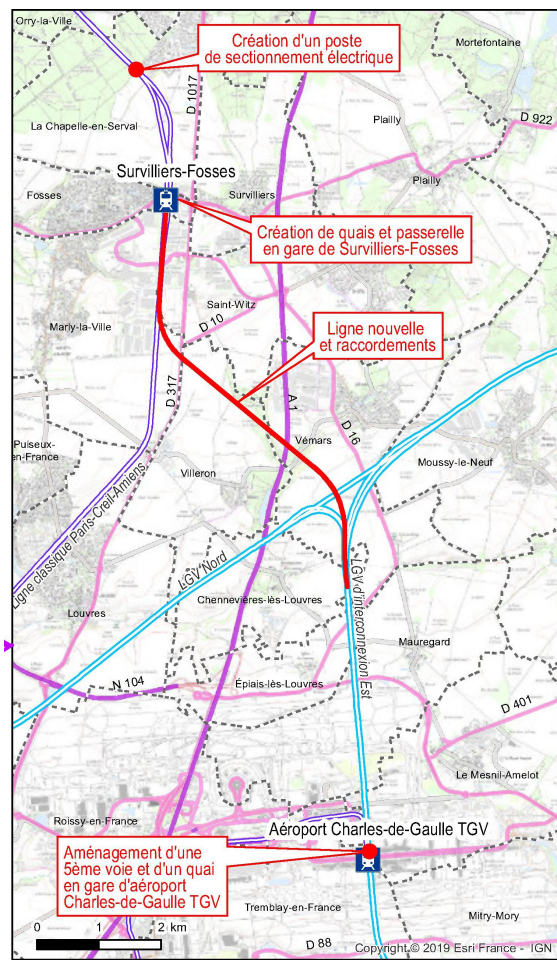 Orry-la-Ville
Création d'un poste
de sectionnement électrique
Mortefontaine
D 1017
La Chapelle-en-Serval
Plailly
D 922
Survilliers-Fosses
Plailly
Fosses
Survilliers
Création de quais et passerelle
en gare de Survilliers-Fosses
Saint-Witz
D 10
Marly-la-Ville
Ligne nouvelle
et raccordements
D 317
A 1
D 16
Puiseux-
en-France
Vémars
Moussy-le-Neuf
Villeron
Ligne classique Paris-Creil-Amiens
LGV Nord
LGV d'interconnexion Est
Louvres
Chennevières-lès-Louvres
Mauregard
N 104
Épiais-lès-Louvres
D 401
Le Mesnil-Amelot
Roissy-en-France
Aéroport Charles-de-Gaulle TGV
Aménagement d'une
5ème voie et d'un quai
en gare d'aéroport
Charles-de-Gaulle TGV
Tremblay-en-France
Mitry-Mory
0 1 2 km
D 88
Copyright:© 2019 Esri France - IGN